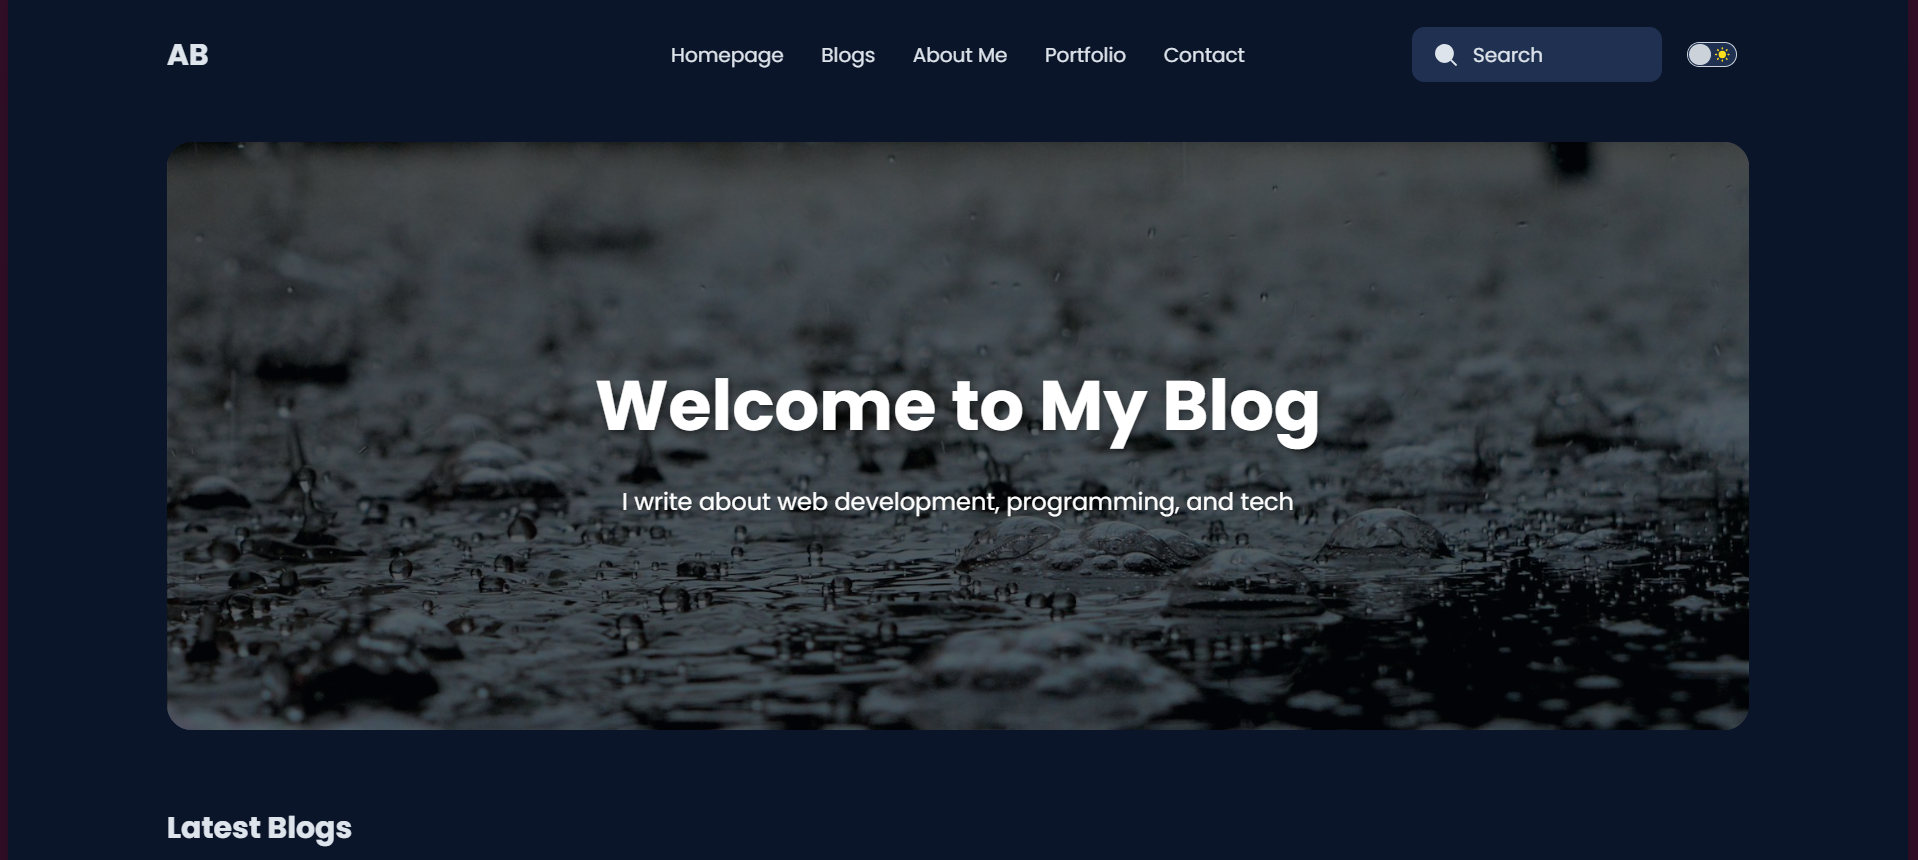 AB
Homepage Blogs About Me Portfolio Contact
Search
Welcome to My Blog
I write about web development, programming, and tech
Latest Blogs